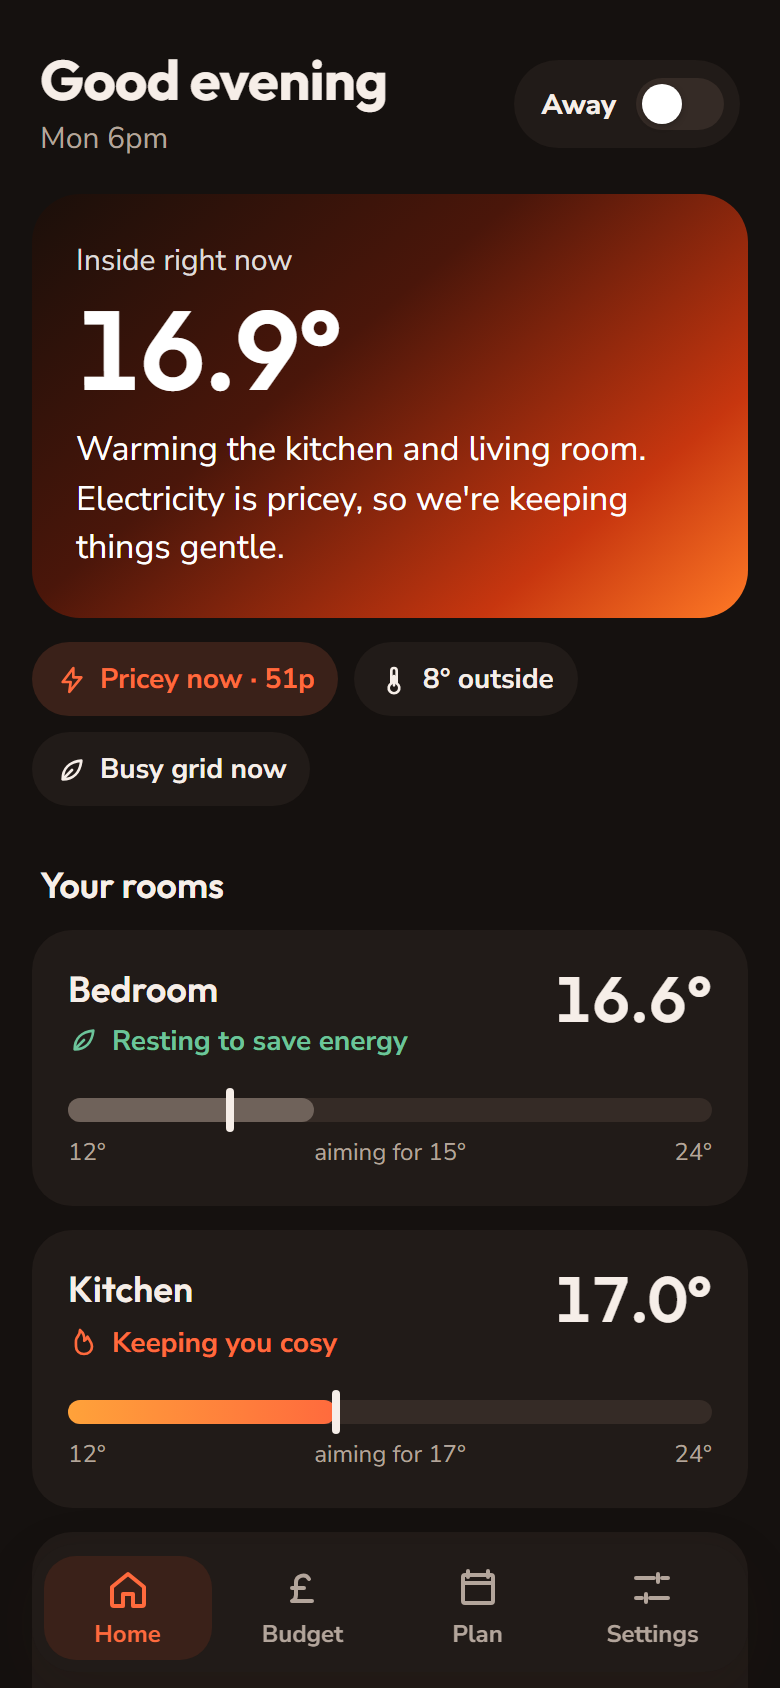 Good evening
Mon 6pm
Away
Inside right now
16.9°
Warming the kitchen and living room.
Electricity is pricey, so we're keeping
things gentle.
Pricey now · 51p
8° outside
Busy grid now
Your rooms
Bedroom
16.6°
Resting to save energy
12°
aiming for 15°
24°
Kitchen
17.0°
Keeping you cosy
12°
aiming for 17°
24°
Home
Budget
Plan
Settings